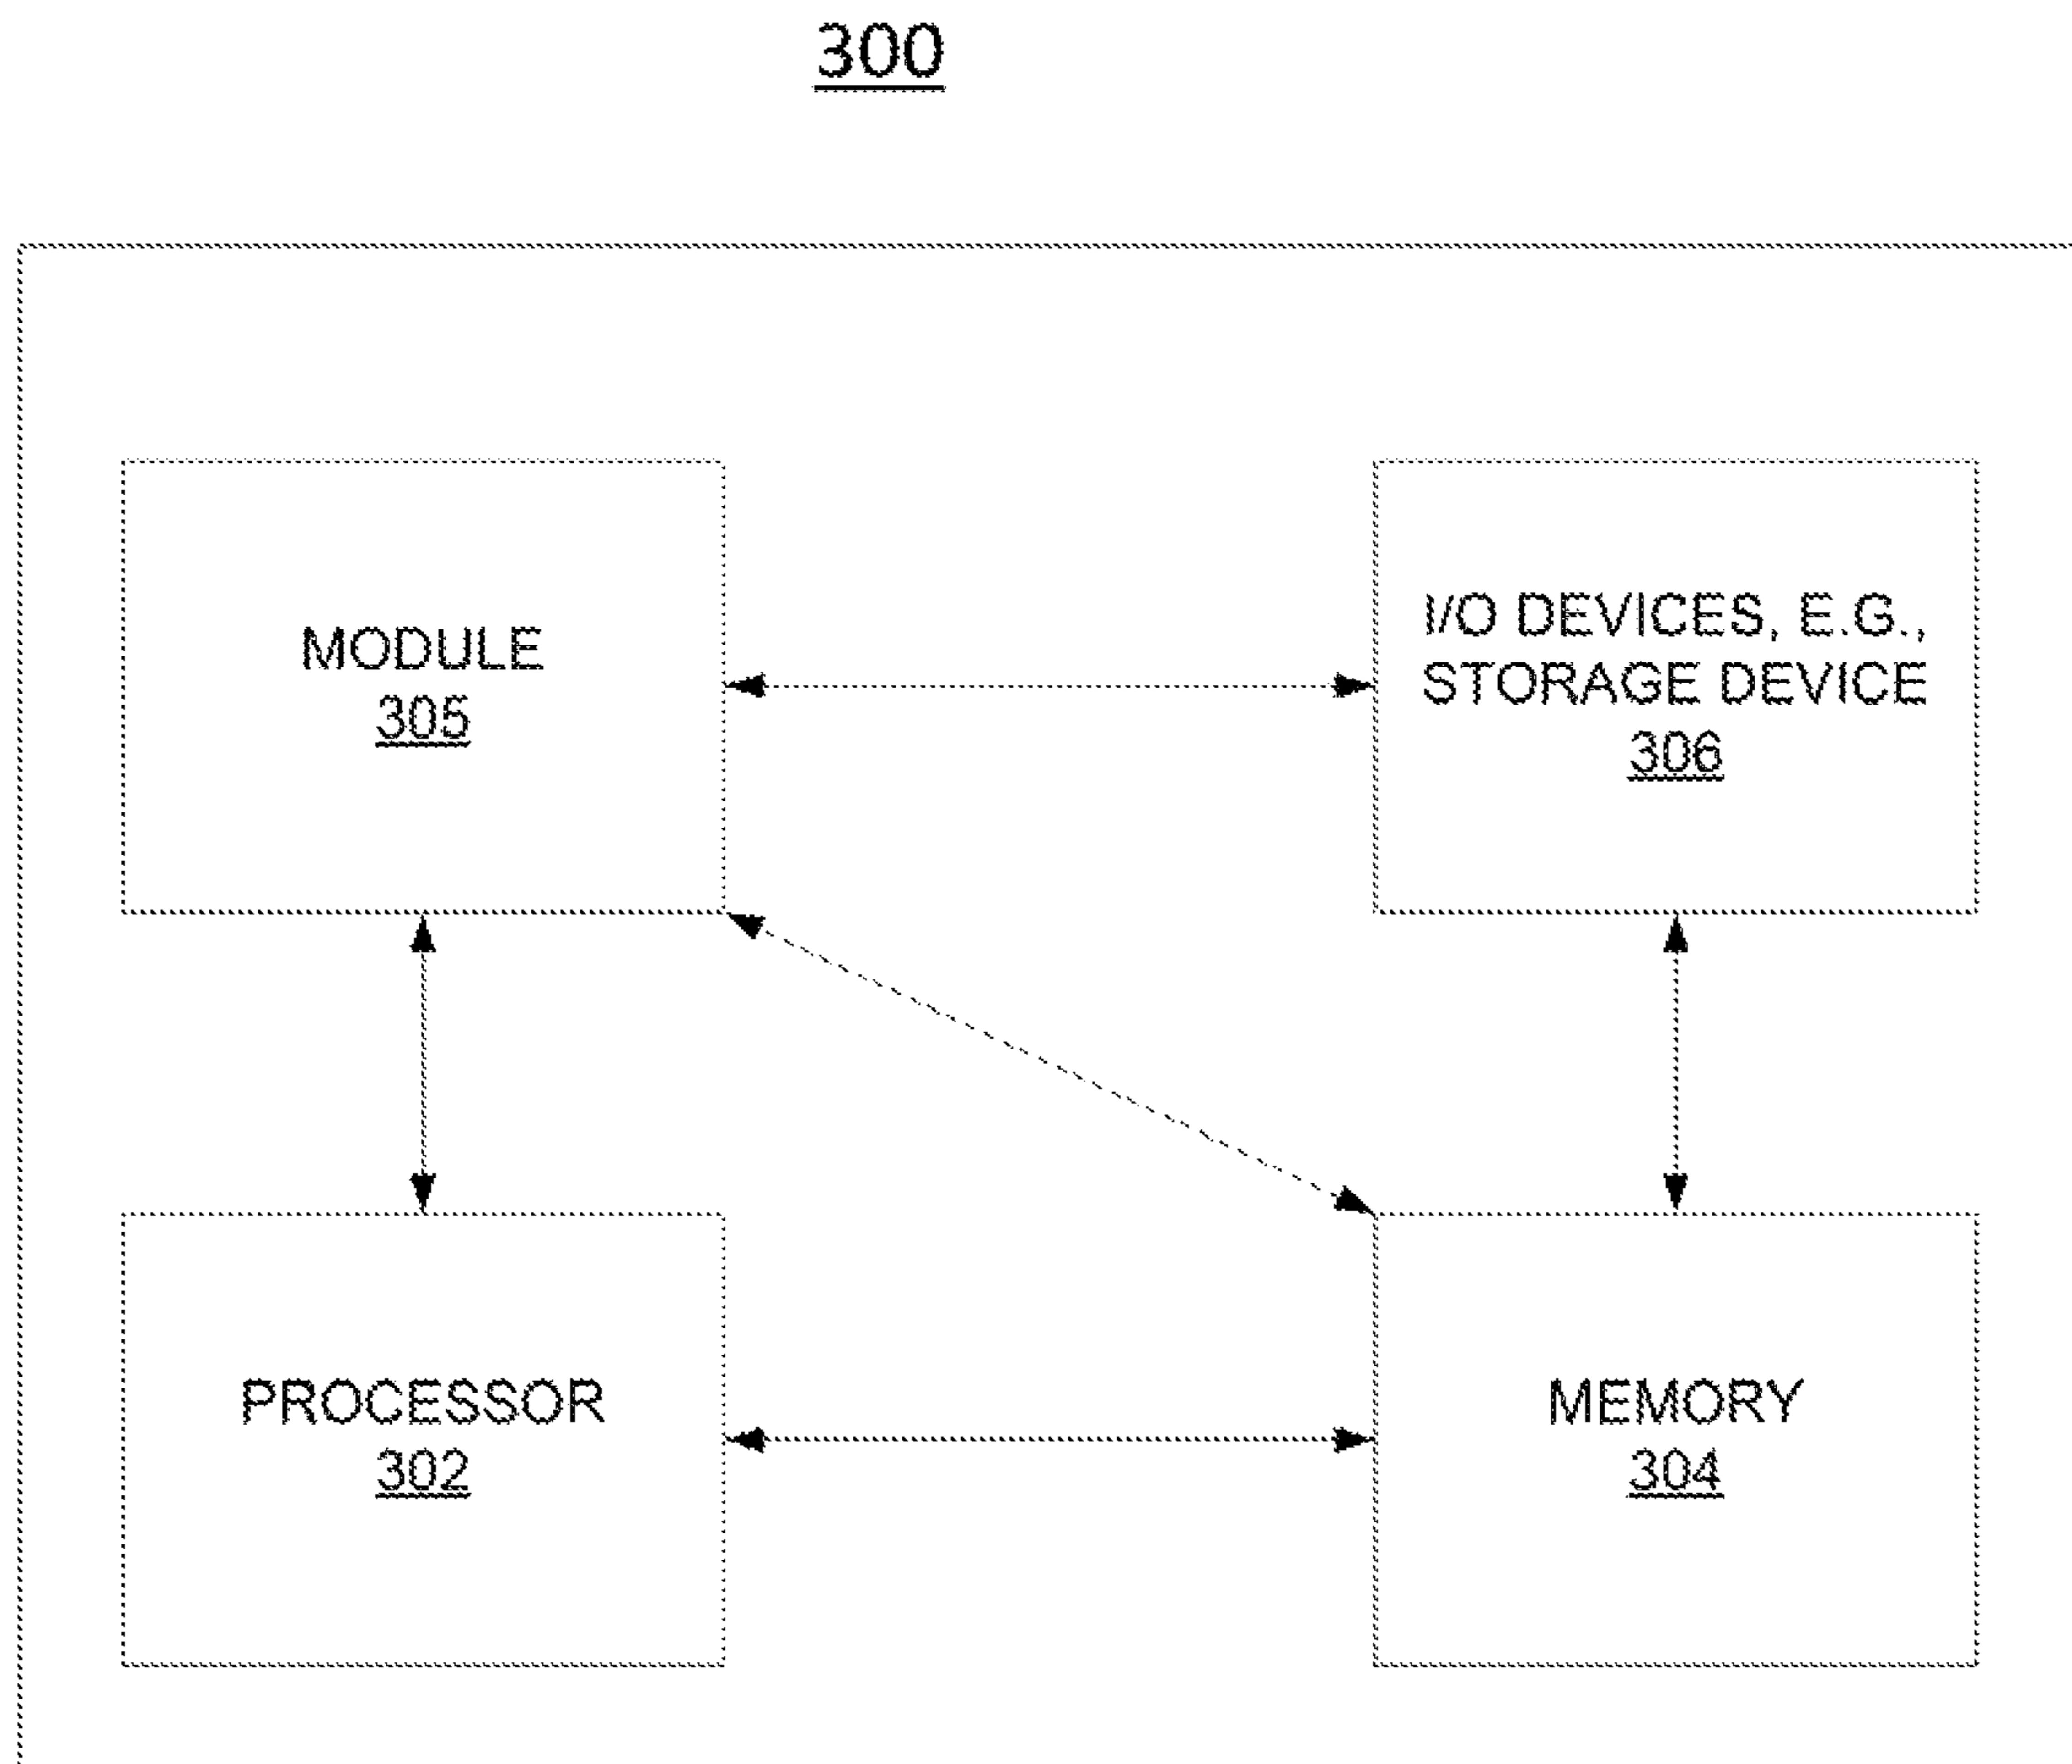 300
MODULE
305
I/O DEVICES, E.G.,
STORAGE DEVICE
306
PROCESSOR
302
MEMORY
304